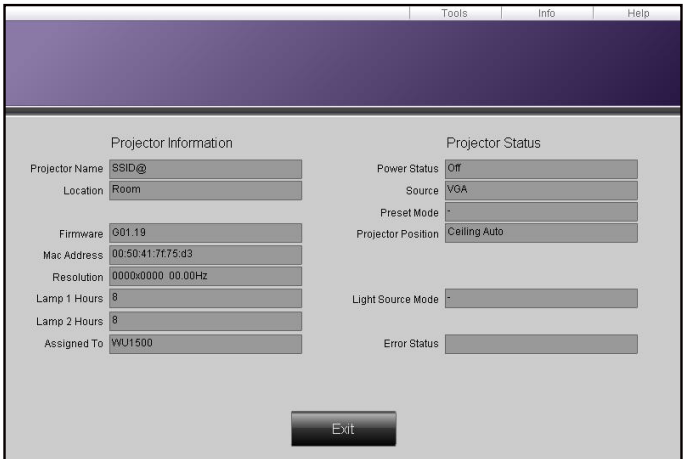 Tools Info Help
Projector Information
Projector Name SSID@
Location Room
Firmware G01.19
Mac Address 00:50:41:7f:75:d3
Resolution 0000x0000 00.00Hz
Lamp 1 Hours 8
Lamp 2 Hours 8
Assigned To WU1500
Projector Status
Power Status Off
Source VGA
Preset Mode -
Projector Position Ceiling Auto
Light Source Mode -
Error Status
Exit